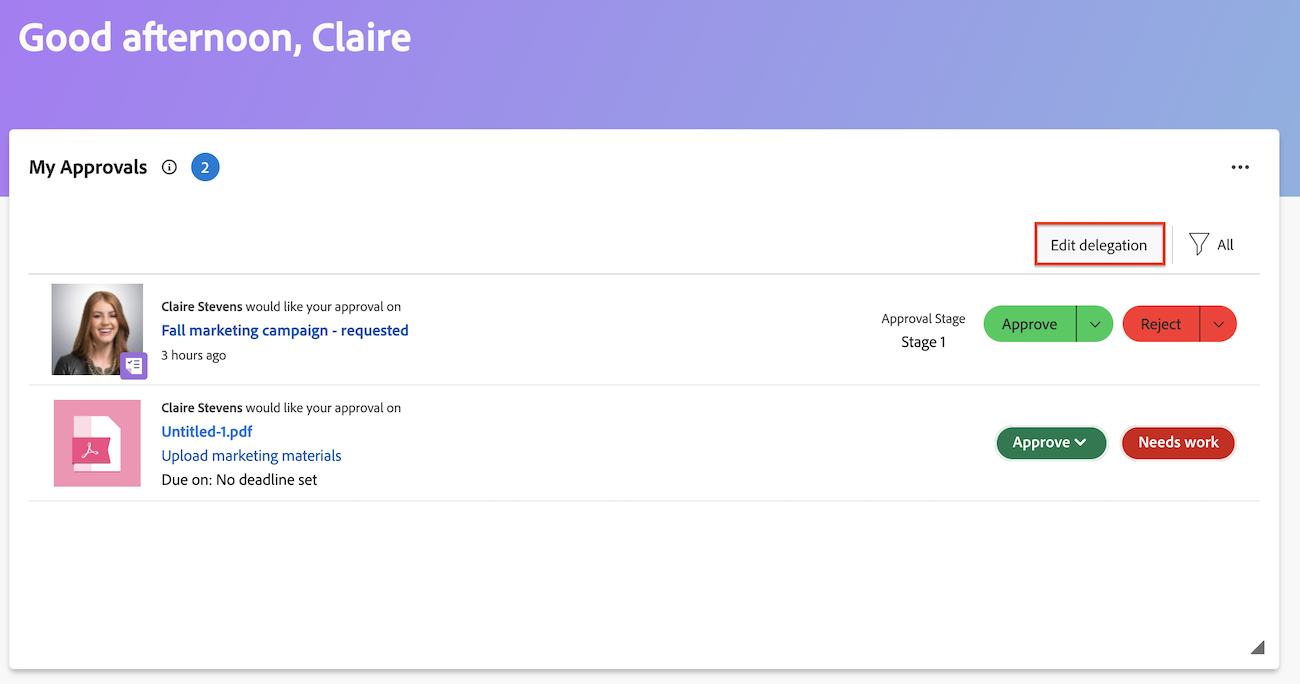 Good afternoon, Claire
My Approvals
2
Edit delegation
All
Claire Stevens would like your approval on
Fall marketing campaign - requested
3 hours ago
Approval Stage
Stage 1
Approve
Reject
Claire Stevens would like your approval on
Untitled-1.pdf
Upload marketing materials
Due on: No deadline set
Approve
Needs work